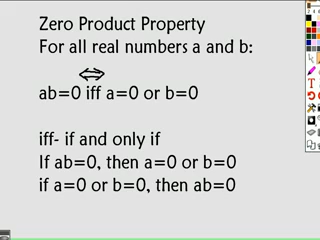 Zero Product Property
For all real numbers a and b:
⇔
ab=0 iff a=0 or b=0
iff- if and only if
If ab=0, then a=0 or b=0
if a=0 or b=0, then ab=0